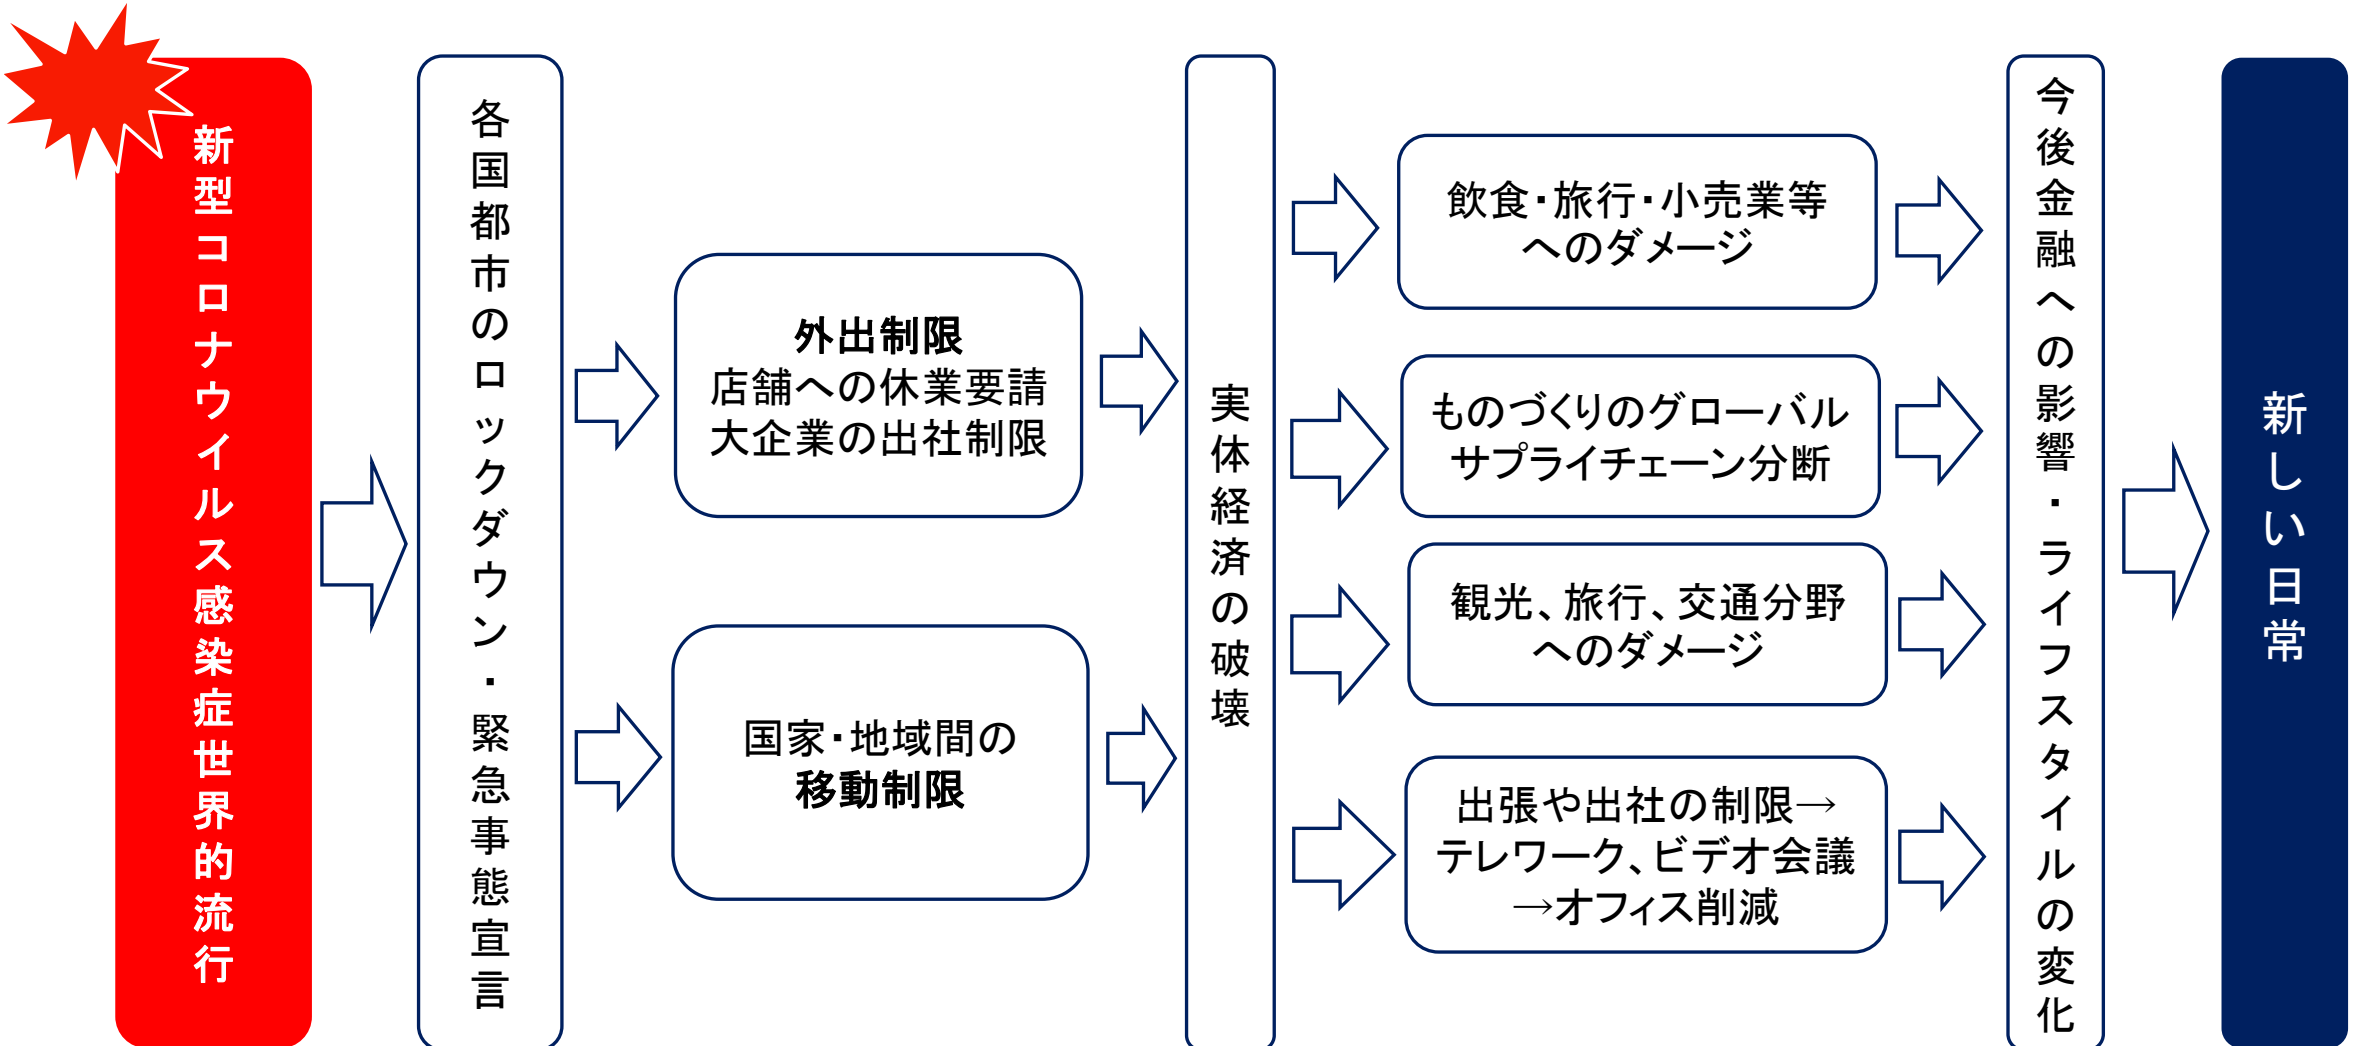 新型コロナウイルス感染症世界的流行
各国都市のロックダウン・緊急事態宣言
外出制限
店舗への休業要請
大企業の出社制限
国家・地域間の
移動制限
実体経済の破壊
飲食・旅行・小売業等
へのダメージ
ものづくりのグローバル
サプライチェーン分断
観光、旅行、交通分野
へのダメージ
出張や出社の制限→
テレワーク、ビデオ会議
→オフィス削減
今後金融への影響・ライフスタイルの変化
新しい日常